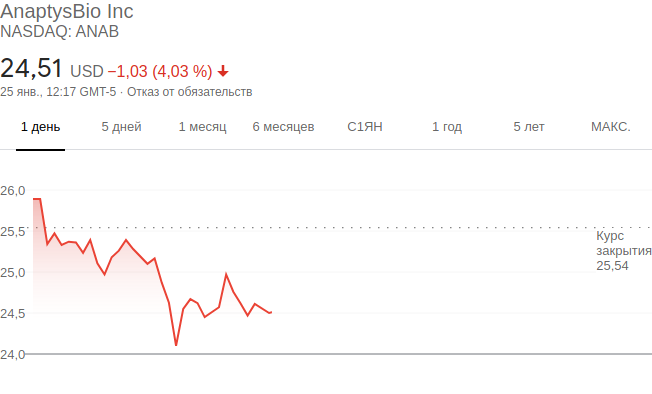 AnaptysBio Inc
NASDAQ: ANAB
24,51 USD −1,03 (4,03 %)
25 янв., 12:17 GMT-5 · Отказ от обязательств
1 день 5 дней 1 месяц 6 месяцев С1ЯН 1 год 5 лет МАКС.
26,0
25,5
Курс
закрытия
25,54
25,0
24,5
24,0